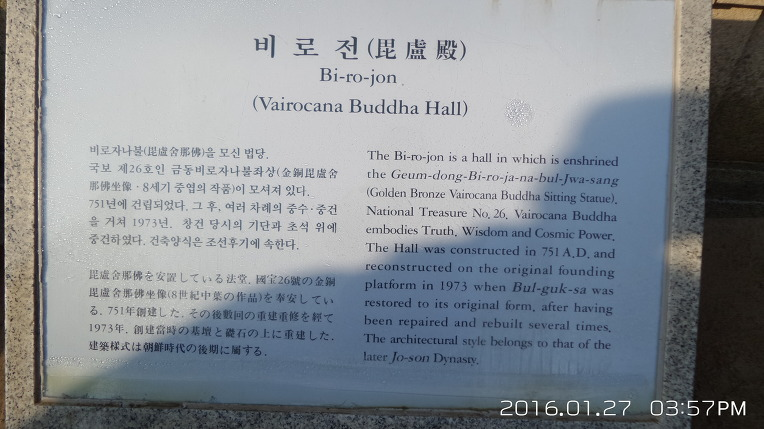 비 로 전 (毘 盧 殿)
Bi-ro-jon
(Vairocana Buddha Hall)
비로자나불(毘盧舍那佛)을 모신 법당.
국보 제26호인 금동비로자나불좌상(金銅毘盧舍
那佛坐像 · 8세기 중엽의 작품)이 모셔져 있다.
751년에 건립되었다. 그 후, 여러 차례의 중수 · 중건
을 거쳐 1973년. 창건 당시의 기단과 초석 위에
중건하였다. 건축양식은 조선후기에 속한다.
毘盧舍那佛を安置している法堂. 國宝26號の金銅
毘盧舍那佛坐像(8世紀中葉の作品)を奉安してい
る. 751年創建した. その後數回の重建重修を經て
1973年. 創建當時の基壇と礎石の上に重建した.
建築樣式は朝鮮時代の後期に属する.
The Bi-ro-jon is a hall in which is enshrined
the Geum-dong-Bi-ro-ja-na-bul-Jwa-sang
(Golden Bronze Vairocana Buddha Sitting Statue),
National Treasure No. 26. Vairocana Buddha
embodies Truth, Wisdom and Cosmic Power.
The Hall was constructed in 751 A.D. and
reconstructed on the original founding
platform in 1973 when Bul-guk-sa was
restored to its original form, after having
been repaired and rebuilt several times.
The architectural style belongs to that of the
later Jo-son Dynasty.
2016.01.27 03:57PM